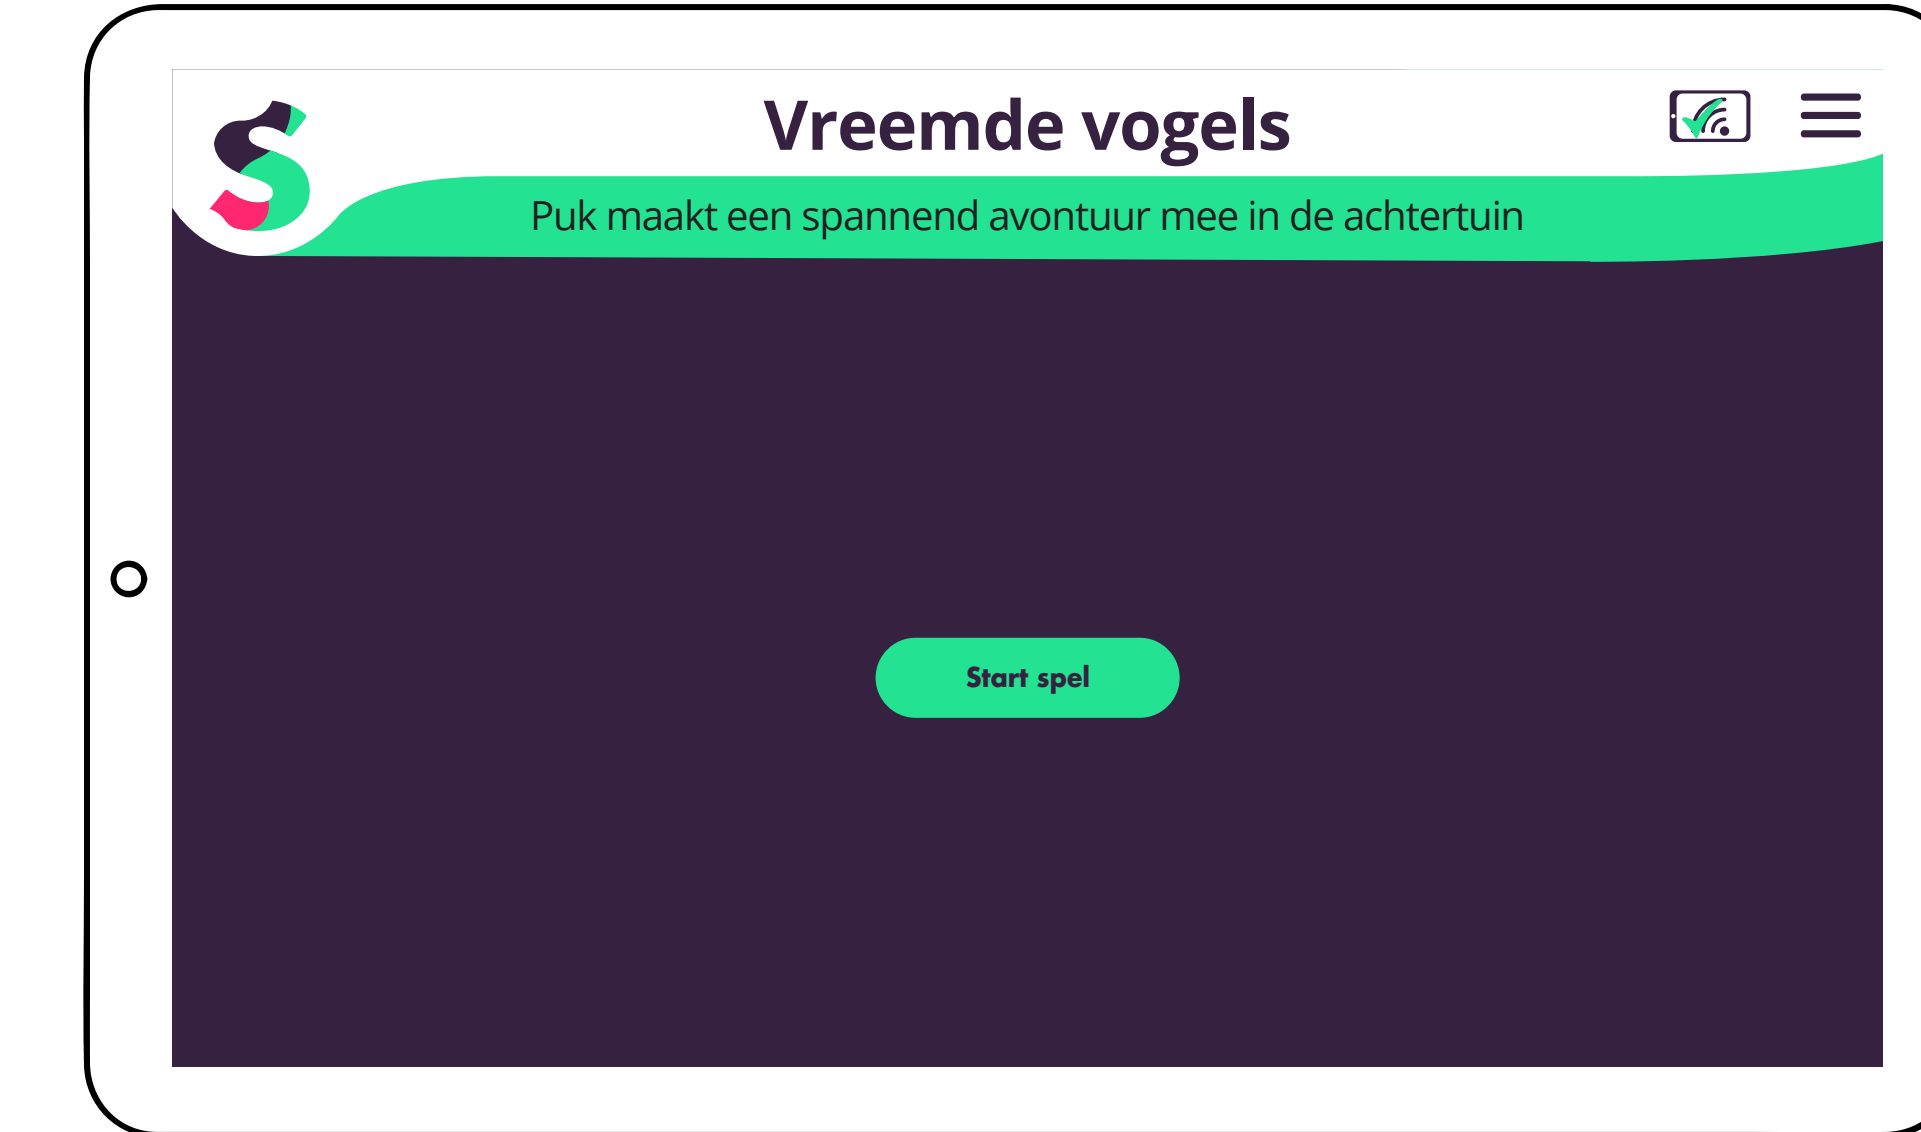 Vreemde vogels
Puk maakt een spannend avontuur mee in de achtertuin
Start spel